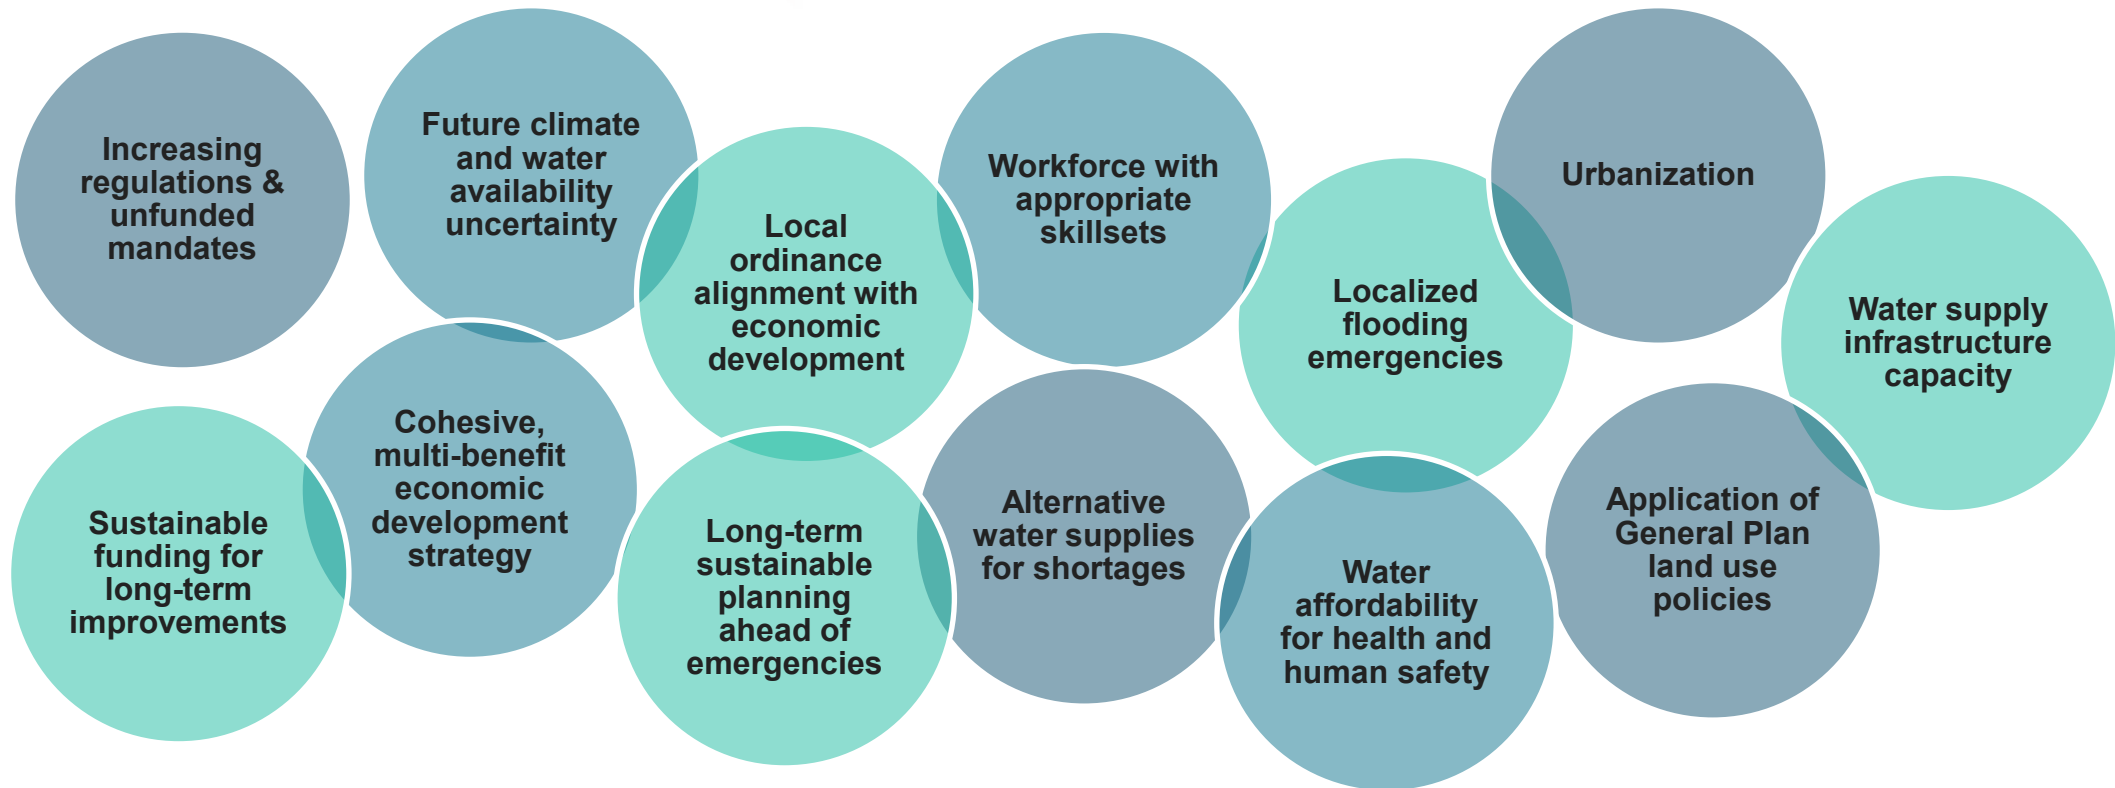 Increasing
regulations &
unfunded
mandates
Future climate
and water
availability
uncertainty
Local
ordinance
alignment with
economic
development
Workforce with
appropriate
skillsets
Localized
flooding
emergencies
Urbanization
Water supply
infrastructure
capacity
Sustainable
funding for
long-term
improvements
Cohesive,
multi-benefit
economic
development
strategy
Long-term
sustainable
planning
ahead of
emergencies
Alternative
water supplies
for shortages
Water
affordability
for health and
human safety
Application of
General Plan
land use
policies